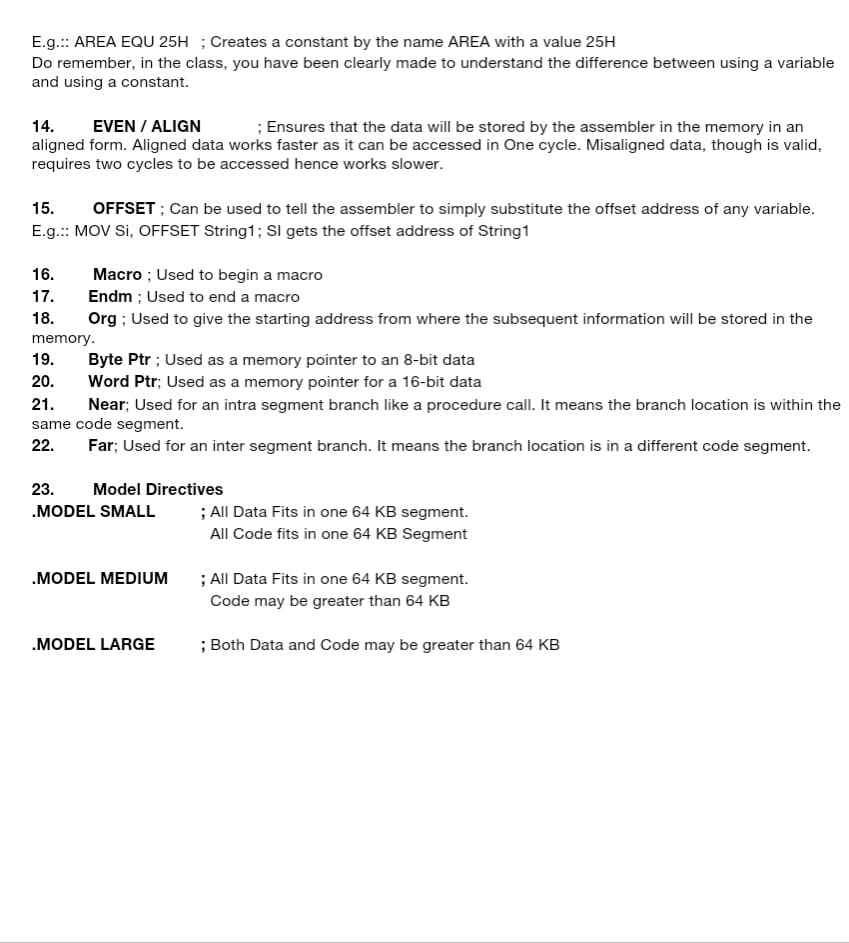 E.g.:: AREA EQU 25H ; Creates a constant by the name AREA with a value 25H
Do remember, in the class, you have been clearly made to understand the difference between using a variable
and using a constant.
14. EVEN / ALIGN ; Ensures that the data will be stored by the assembler in the memory in an
aligned form. Aligned data works faster as it can be accessed in One cycle. Misaligned data, though is valid,
requires two cycles to be accessed hence works slower.
15. OFFSET ; Can be used to tell the assembler to simply substitute the offset address of any variable.
E.g.:: MOV Si, OFFSET String1; SI gets the offset address of String1
16. Macro ; Used to begin a macro
17. Endm ; Used to end a macro
18. Org ; Used to give the starting address from where the subsequent information will be stored in the
memory.
19. Byte Ptr ; Used as a memory pointer to an 8-bit data
20. Word Ptr; Used as a memory pointer for a 16-bit data
21. Near; Used for an intra segment branch like a procedure call. It means the branch location is within the
same code segment.
22. Far; Used for an inter segment branch. It means the branch location is in a different code segment.
23. Model Directives
.MODEL SMALL ; All Data Fits in one 64 KB segment.
All Code fits in one 64 KB Segment
.MODEL MEDIUM ; All Data Fits in one 64 KB segment.
Code may be greater than 64 KB
.MODEL LARGE ; Both Data and Code may be greater than 64 KB